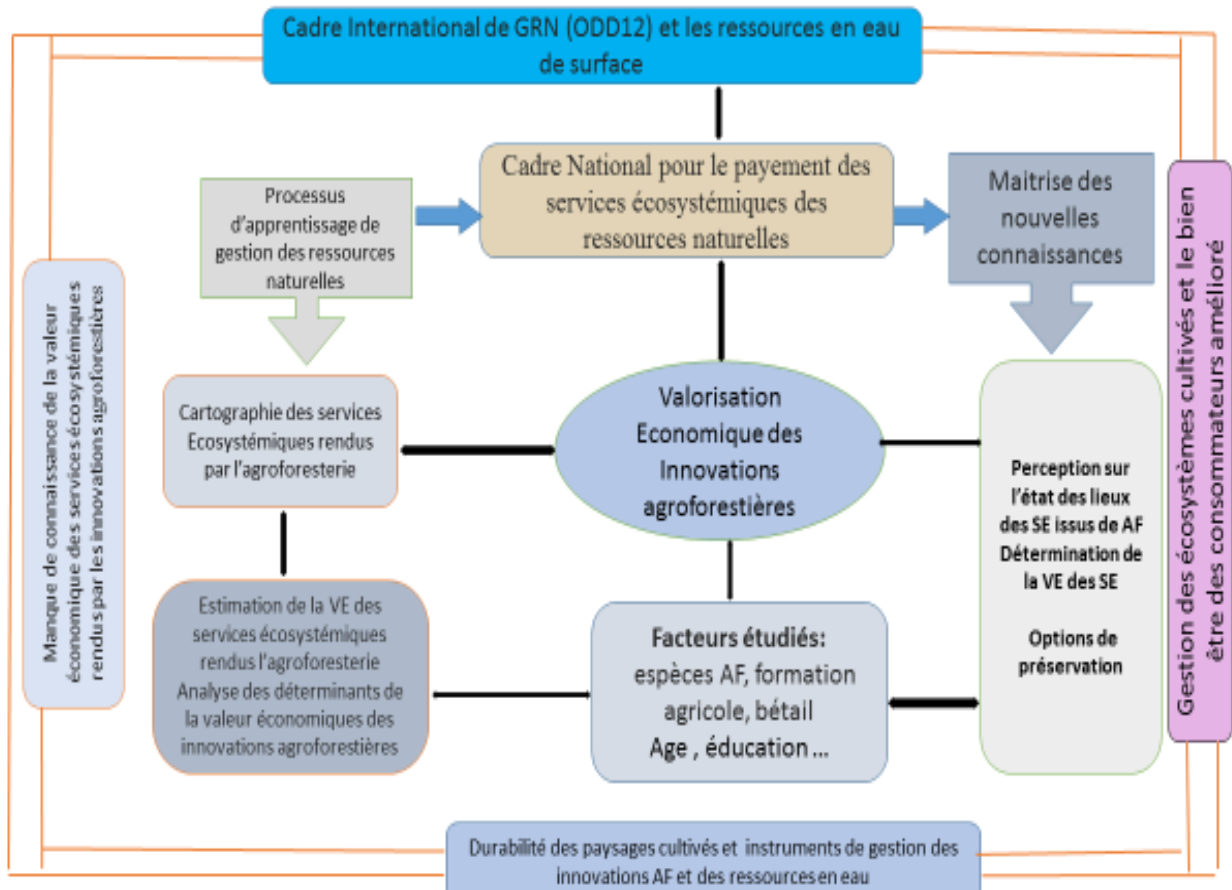 Cadre International de GRN (ODD12) et les ressources en eau
de surface
Cadre National pour le payement des
services écosystémiques des
ressources naturelles
Processus
d'apprentissage de
gestion des ressources
naturelles
Maitrise des
nouvelles
connaissances
Manque de connaissance de la valeur
économique des services écosystémiques
rendus par les innovations agroforestières
Cartographie des services
Ecosystémiques rendus
par l'agroforesterie
Valorisation
Economique des
Innovations
agroforestières
Perception sur
l'état des lieux
des SE issus de AF
Détermination de
la VE des SE
Options de
préservation
Gestion des écosystèmes cultivés et le bien
être des consommateurs amélioré
Estimation de la VE des
services écosystémiques
rendus l'agroforesterie
Analyse des déterminants de
la valeur économiques des
innovations agroforestières
Facteurs étudiés:
espèces AF, formation
agricole, bétail
Age , éducation ...
Durabilité des paysages cultivés et instruments de gestion des
innovations AF et des ressources en eau